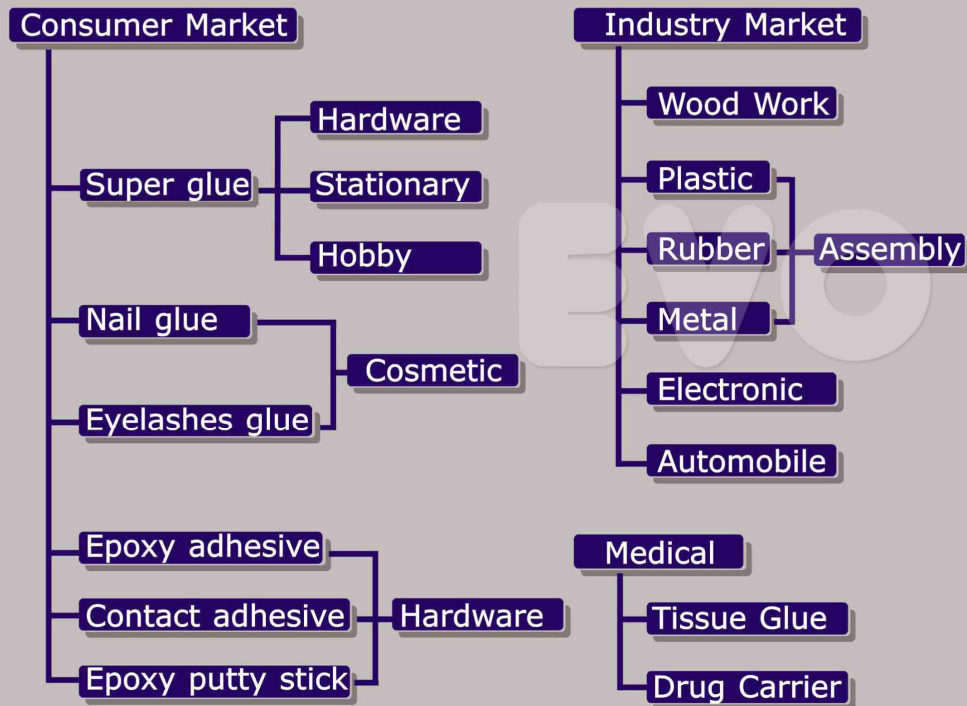 Consumer Market
Super glue
Hardware
Stationary
Hobby
Nail glue
Eyelashes glue
Cosmetic
Epoxy adhesive
Contact adhesive
Epoxy putty stick
Hardware
Industry Market
Wood Work
Plastic
Rubber
Metal
Assembly
Electronic
Automobile
Medical
Tissue Glue
Drug Carrier
EVO